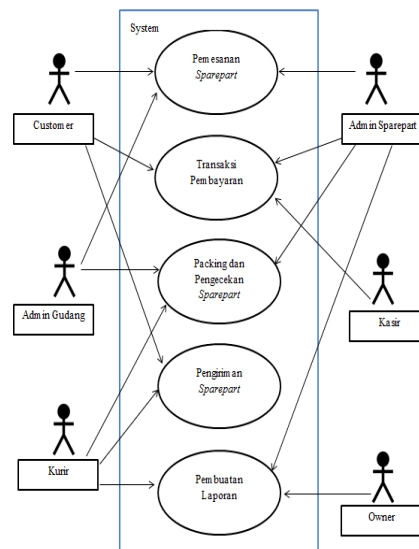 System
Pemesanan
Sparepart
Customer
Admin Sparepart
Transaksi
Pembayaran
Packing dan
Pengecekan
Sparepart
Admin Gudang
Kasir
Pengiriman
Sparepart
Kurir
Pembuatan
Laporan
Owner